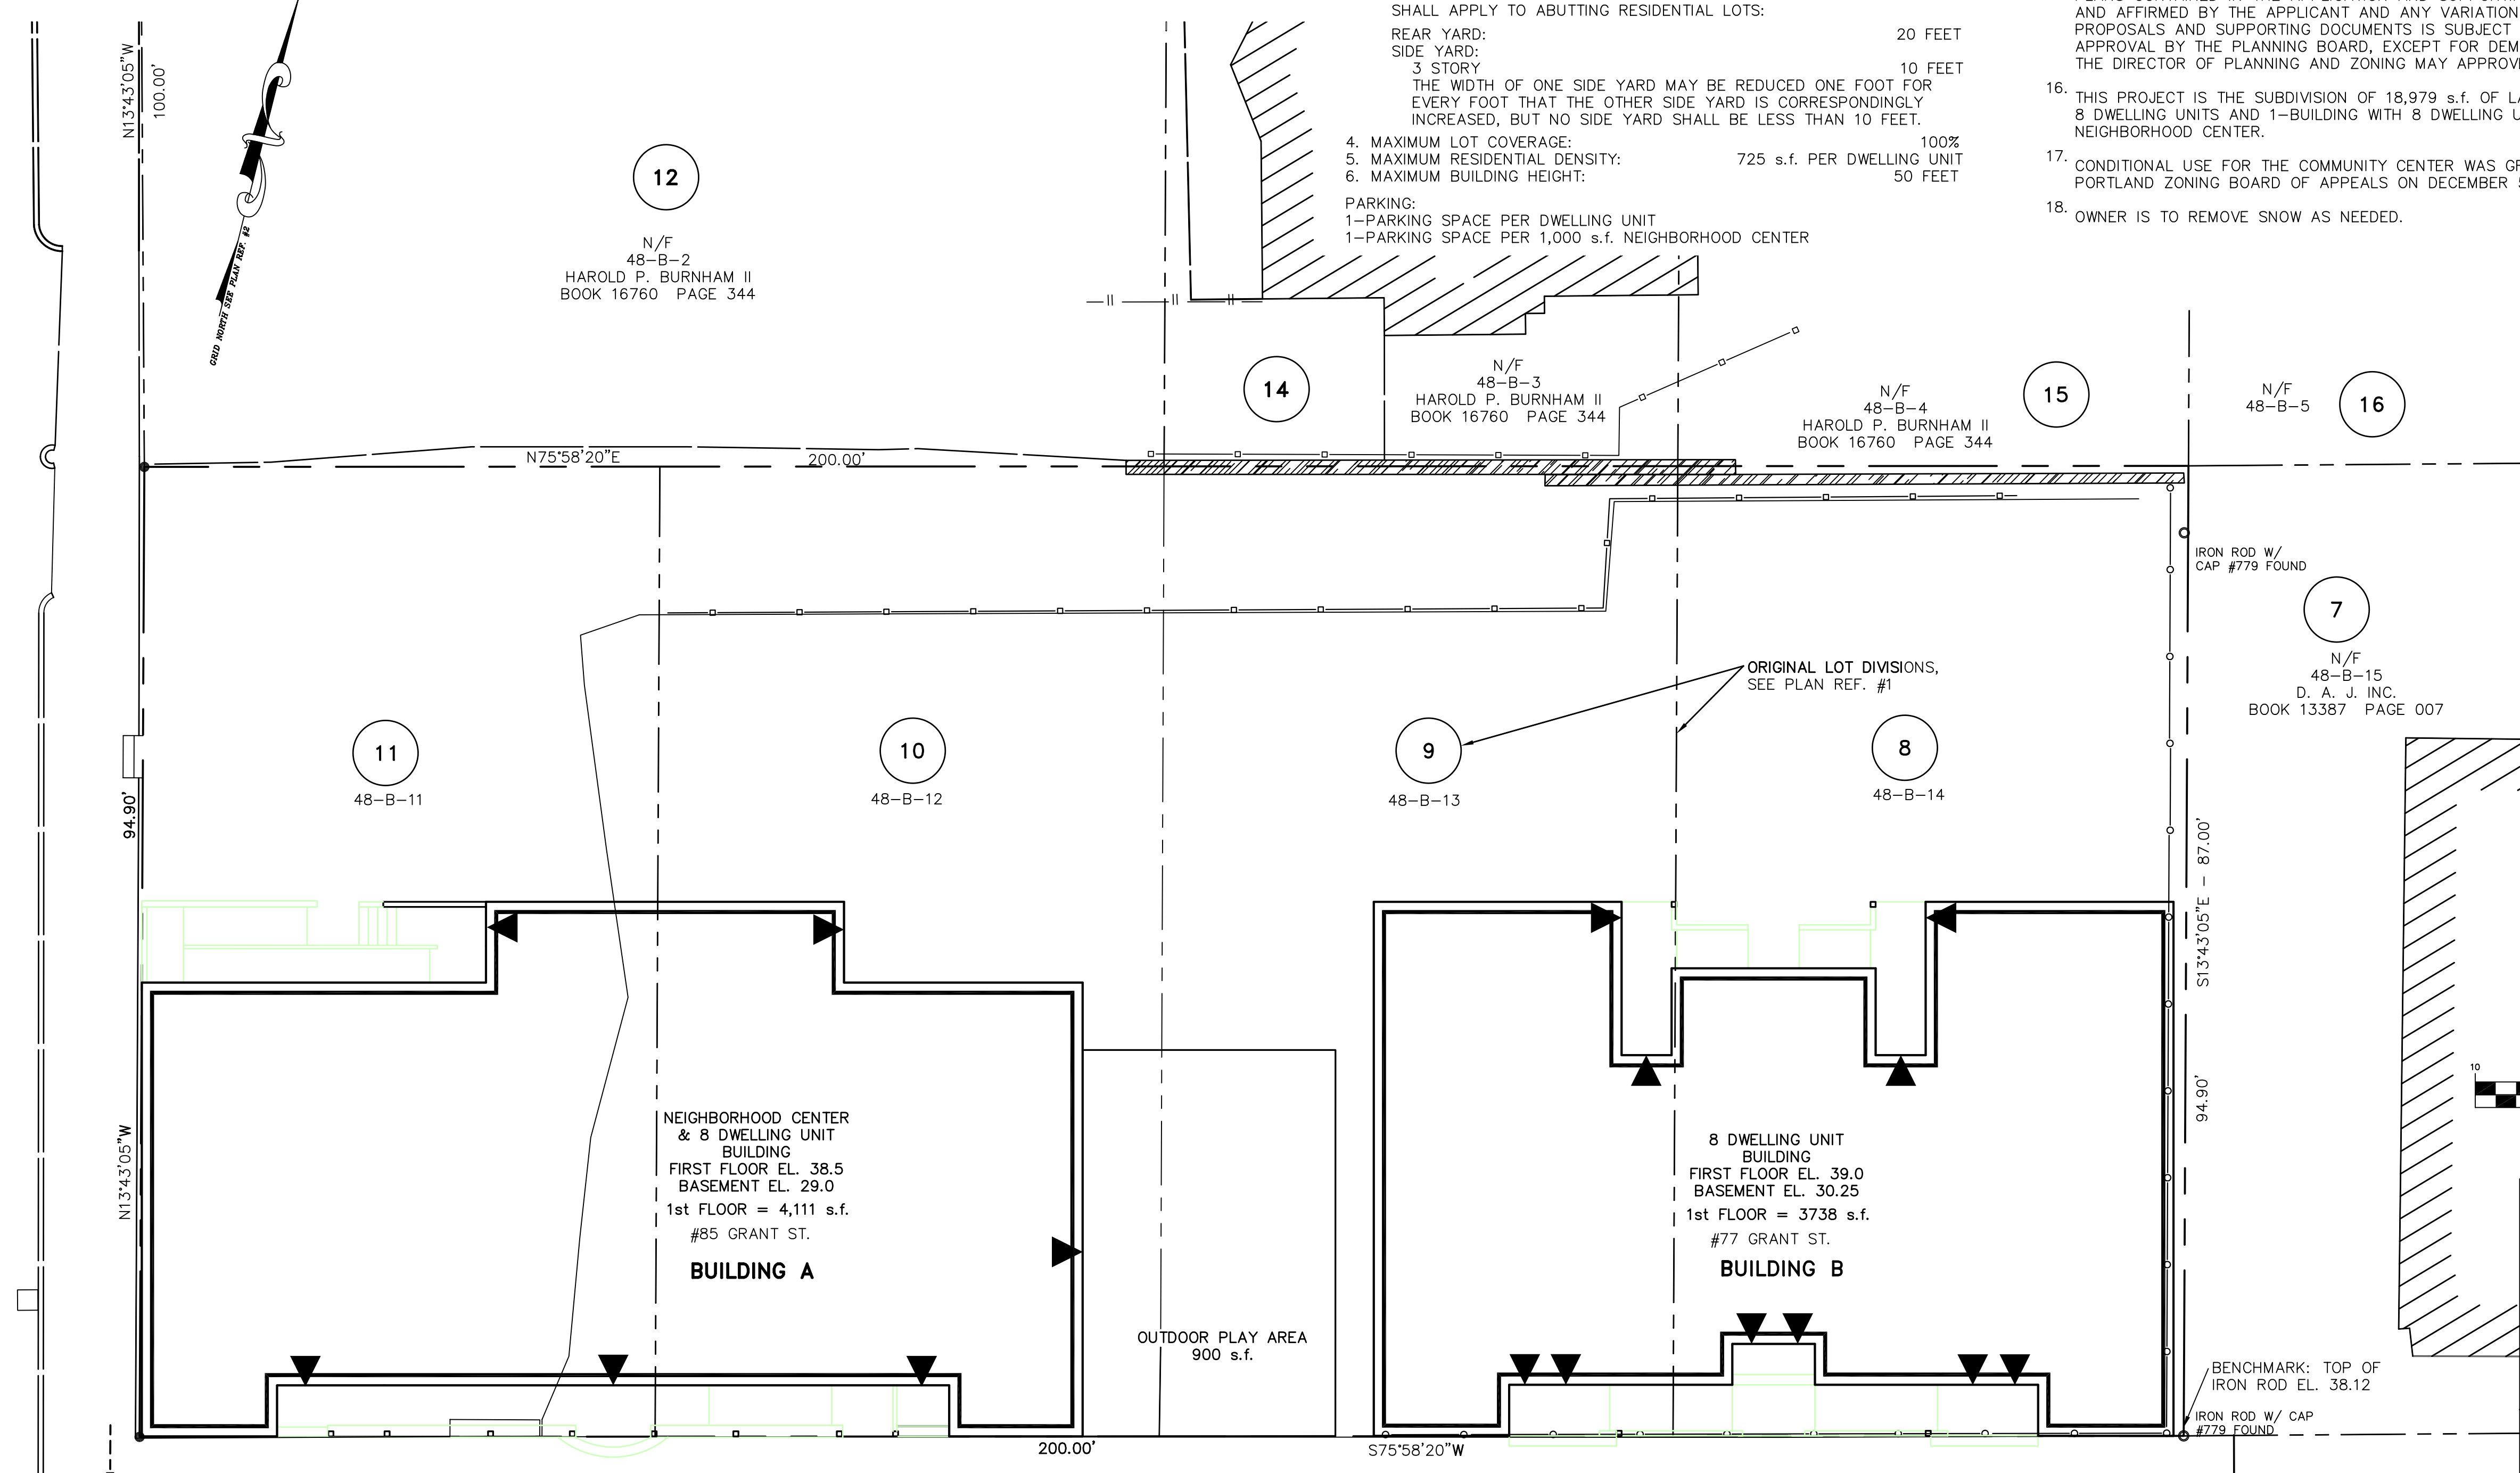 SHALL APPLY TO ABUTTING RESIDENTIAL LOTS:
REAR YARD: 20 FEET
SIDE YARD:
3 STORY 10 FEET
THE WIDTH OF ONE SIDE YARD MAY BE REDUCED ONE FOOT FOR
EVERY FOOT THAT THE OTHER SIDE YARD IS CORRESPONDINGLY
INCREASED, BUT NO SIDE YARD SHALL BE LESS THAN 10 FEET.
4. MAXIMUM LOT COVERAGE: 100%
5. MAXIMUM RESIDENTIAL DENSITY: 725 s.f. PER DWELLING UNIT
6. MAXIMUM BUILDING HEIGHT: 50 FEET
PARKING:
1-PARKING SPACE PER DWELLING UNIT
1-PARKING SPACE PER 1,000 s.f. NEIGHBORHOOD CENTER
AND AFFIRMED BY THE APPLICANT AND ANY VARIATION
PROPOSALS AND SUPPORTING DOCUMENTS IS SUBJECT
APPROVAL BY THE PLANNING BOARD, EXCEPT FOR DEM
THE DIRECTOR OF PLANNING AND ZONING MAY APPROV
16. THIS PROJECT IS THE SUBDIVISION OF 18,979 s.f. OF LA
8 DWELLING UNITS AND 1-BUILDING WITH 8 DWELLING U
NEIGHBORHOOD CENTER.
17. CONDITIONAL USE FOR THE COMMUNITY CENTER WAS GR
PORTLAND ZONING BOARD OF APPEALS ON DECEMBER
18. OWNER IS TO REMOVE SNOW AS NEEDED.
N13°43'05"W
100.00'
GRID NORTH SEE PLAN REF. #2
12
N/F
48-B-2
HAROLD P. BURNHAM II
BOOK 16760 PAGE 344
14
N/F
48-B-3
HAROLD P. BURNHAM II
BOOK 16760 PAGE 344
15
N/F
48-B-4
HAROLD P. BURNHAM II
BOOK 16760 PAGE 344
N/F
48-B-5
16
N75°58'20"E 200.00'
IRON ROD W/
CAP #779 FOUND
7
N/F
48-B-15
D. A. J. INC.
BOOK 13387 PAGE 007
ORIGINAL LOT DIVISIONS,
SEE PLAN REF. #1
11
48-B-11
10
48-B-12
9
48-B-13
8
48-B-14
94.90'
N13°43'05"W
S13°43'05"E - 87.00'
94.90'
10
NEIGHBORHOOD CENTER
& 8 DWELLING UNIT
BUILDING
FIRST FLOOR EL. 38.5
BASEMENT EL. 29.0
1st FLOOR = 4,111 s.f.
#85 GRANT ST.
BUILDING A
OUTDOOR PLAY AREA
900 s.f.
8 DWELLING UNIT
BUILDING
FIRST FLOOR EL. 39.0
BASEMENT EL. 30.25
1st FLOOR = 3738 s.f.
#77 GRANT ST.
BUILDING B
BENCHMARK: TOP OF
IRON ROD EL. 38.12
IRON ROD W/ CAP
#779 FOUND
200.00'
S75°58'20"W